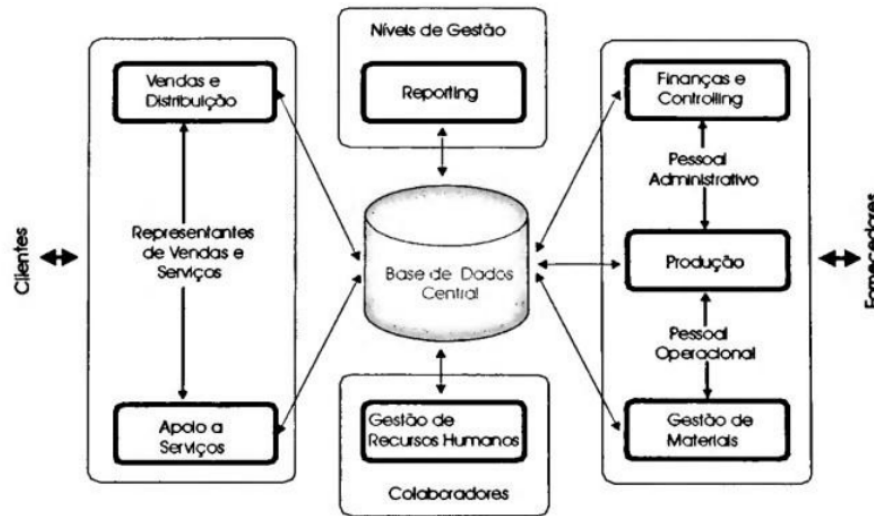 Níveis de Gestão
Vendas e
Distribuição
Reporting
Finanças e
Controlling
Pessoal
Administrativo
Clientes
Representantes
de Vendas e
Serviços
Base de Dados
Central
Produção
Fornecedores
Pessoal
Operacional
Apoio a
Serviços
Gestão de
Recursos Humanos
Gestão de
Materiais
Colaboradores